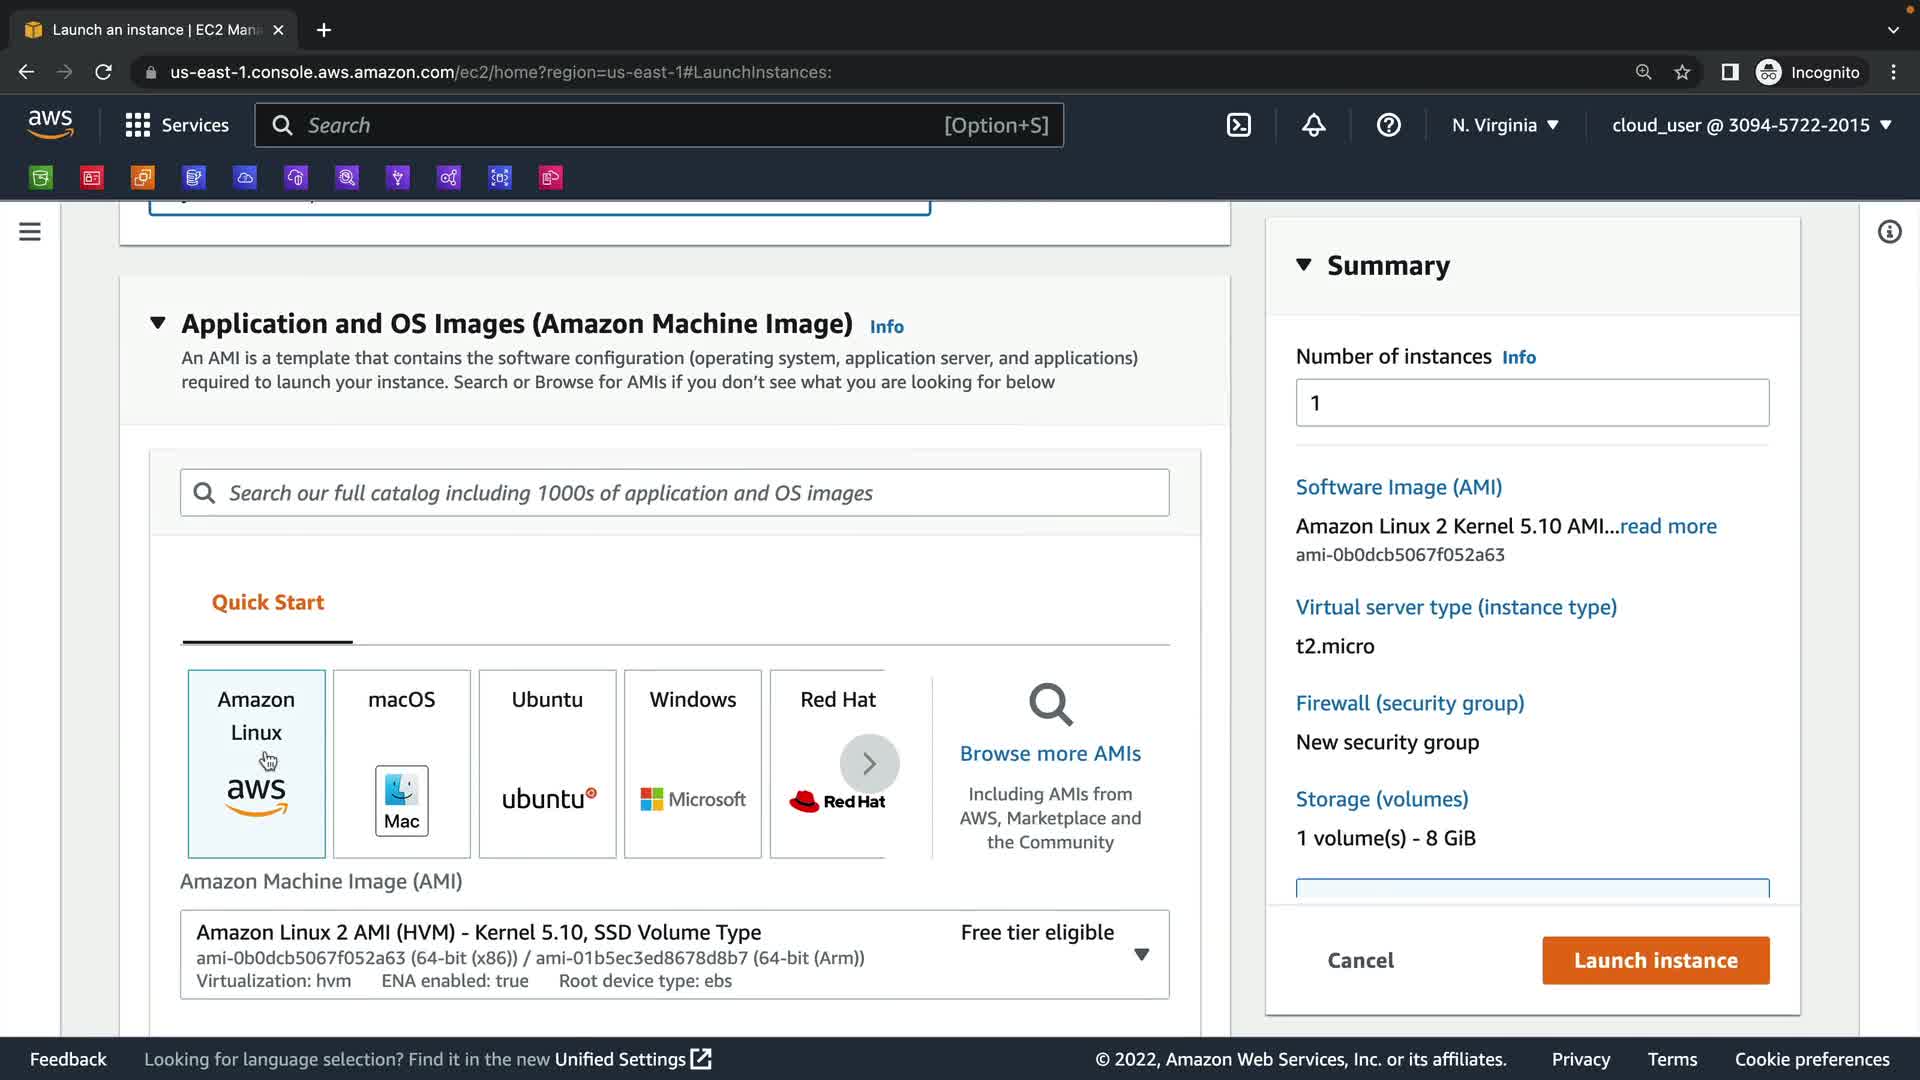 Launch an instance | EC2 Mana
us-east-1.console.aws.amazon.com/ec2/home?region=us-east-1#LaunchInstances:
Incognito
aws
Services
Search
[Option+S]
N. Virginia
cloud_user @ 3094-5722-2015
Application and OS Images (Amazon Machine Image) Info
An AMI is a template that contains the software configuration (operating system, application server, and applications)
required to launch your instance. Search or Browse for AMIs if you don’t see what you are looking for below
Search our full catalog including 1000s of application and OS images
Quick Start
Amazon
Linux
aws
macOS
Mac
Ubuntu
ubuntu
Windows
Microsoft
Red Hat
Red Hat
Browse more AMIs
Including AMIs from
AWS, Marketplace and
the Community
Amazon Machine Image (AMI)
Amazon Linux 2 AMI (HVM) - Kernel 5.10, SSD Volume Type
Free tier eligible
ami-0b0dcb5067f052a63 (64-bit (x86)) / ami-01b5ec3ed8678d8b7 (64-bit (Arm))
Virtualization: hvm ENA enabled: true Root device type: ebs
Summary
Number of instances Info
1
Software Image (AMI)
Amazon Linux 2 Kernel 5.10 AMI...read more
ami-0b0dcb5067f052a63
Virtual server type (instance type)
t2.micro
Firewall (security group)
New security group
Storage (volumes)
1 volume(s) - 8 GiB
Cancel
Launch instance
Feedback
Looking for language selection? Find it in the new Unified Settings
© 2022, Amazon Web Services, Inc. or its affiliates.
Privacy
Terms
Cookie preferences